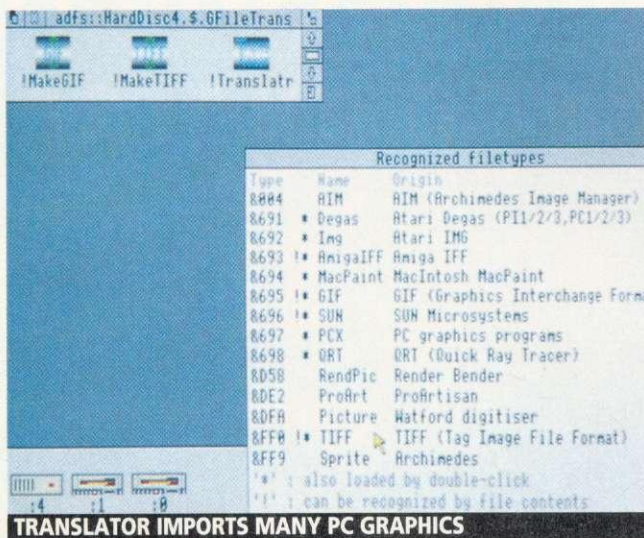 adfs::HardDisc4.$.GFileTrans
!MakeGIF !MakeTIFF !Translatr
Recognized filetypes
Type Name Origin
&004 AIM AIM (Archimedes Image Manager)
&691 * Degas Atari Degas (PI1/2/3,PC1/2/3)
&692 * Img Atari IMG
&693 !* AmigaIFF Amiga IFF
&694 * MacPaint MacIntosh MacPaint
&695 !* GIF GIF (Graphics Interchange Forma
&696 !* SUN SUN Microsystems
&697 * PCX PC graphics programs
&698 * QRT QRT (Quick Ray Tracer)
&D58 RendPic Render Bender
&DE2 ProArt ProArtisan
&DFA Picture Watford digitiser
&FF0 !* TIFF TIFF (Tag Image File Format)
&FF9 Sprite Archimedes
'*' : also loaded by double-click
'!' : can be recognized by file contents
:4 :1 :0
TRANSLATOR IMPORTS MANY PC GRAPHICS